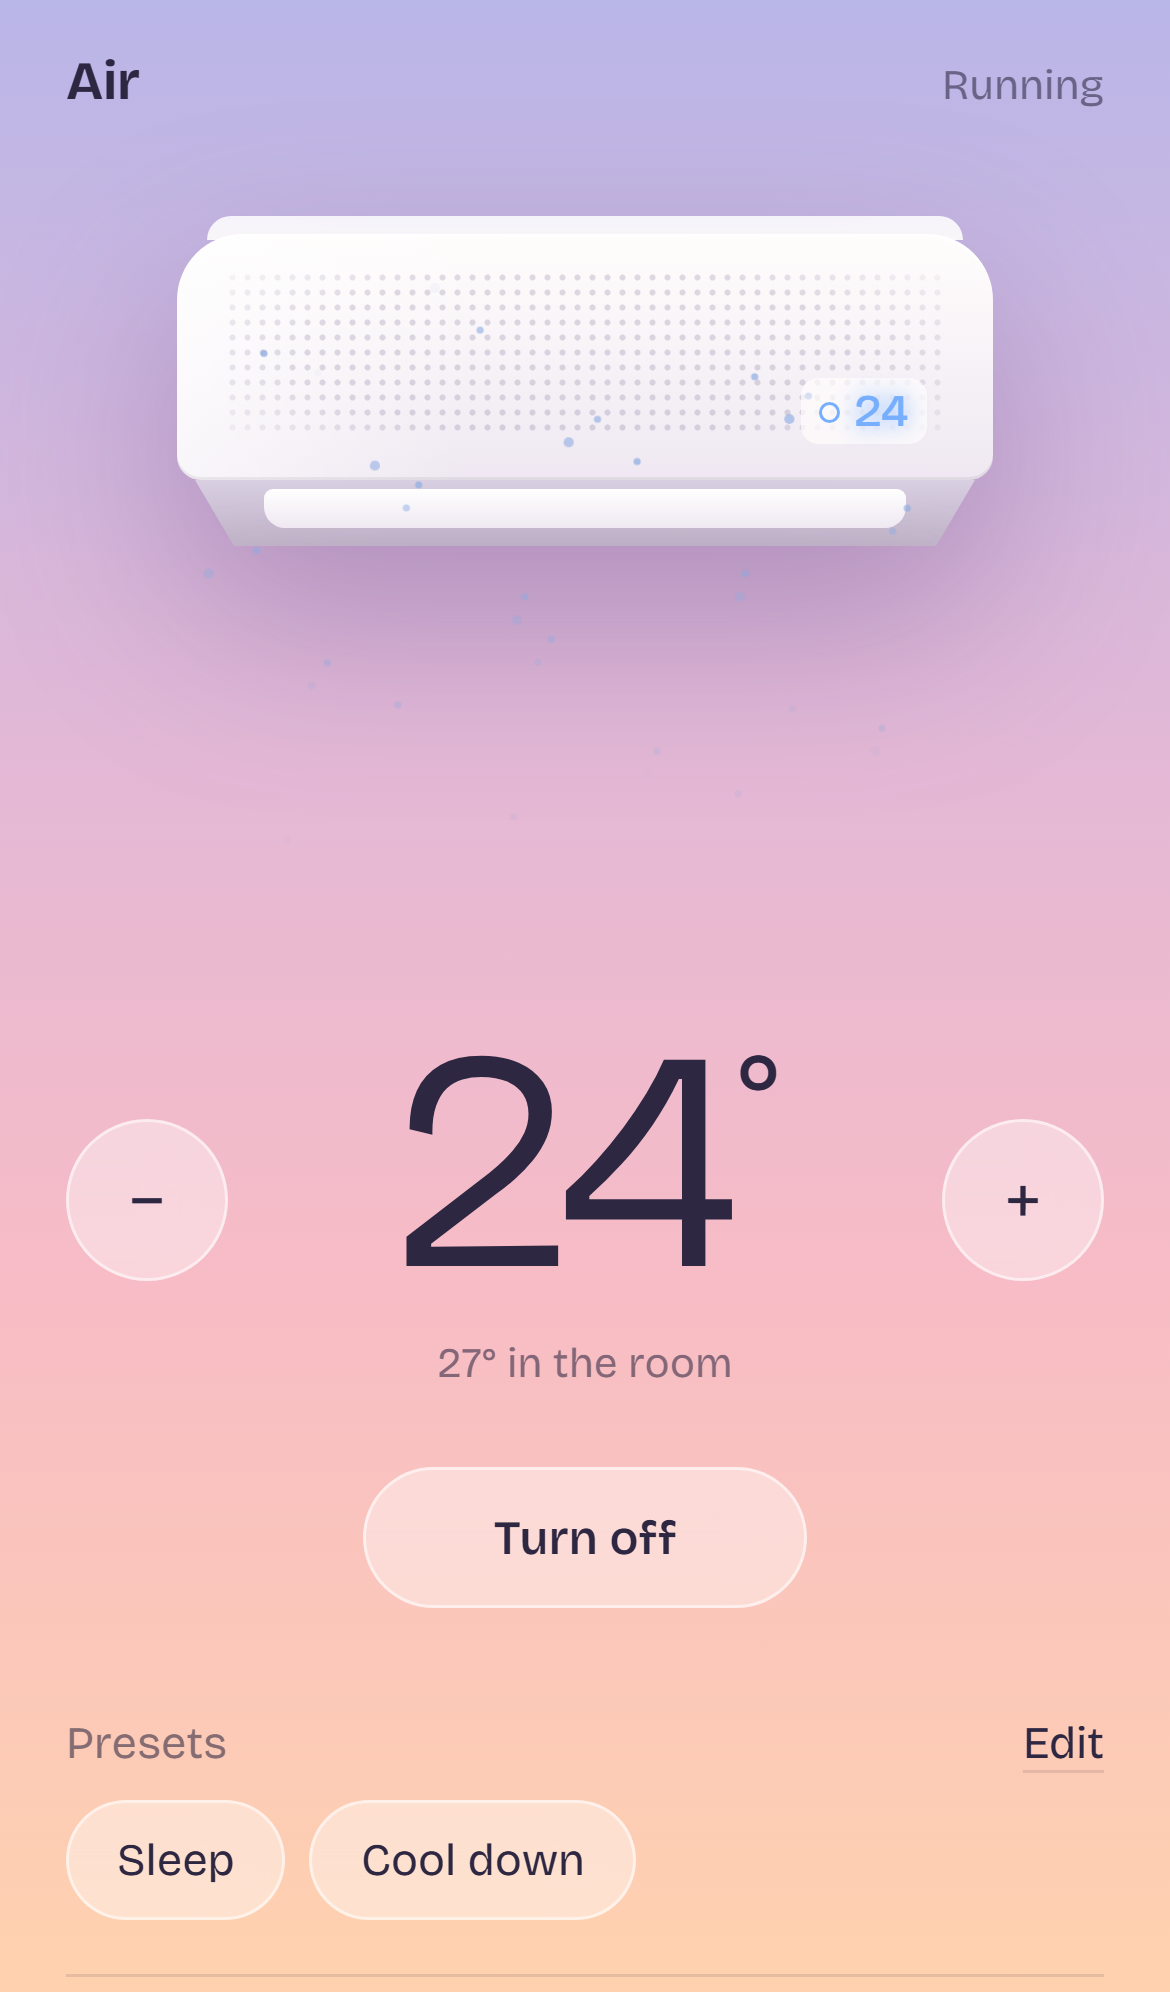 Air
Running
24
24°
−
+
27° in the room
Turn off
Presets
Edit
Sleep
Cool down